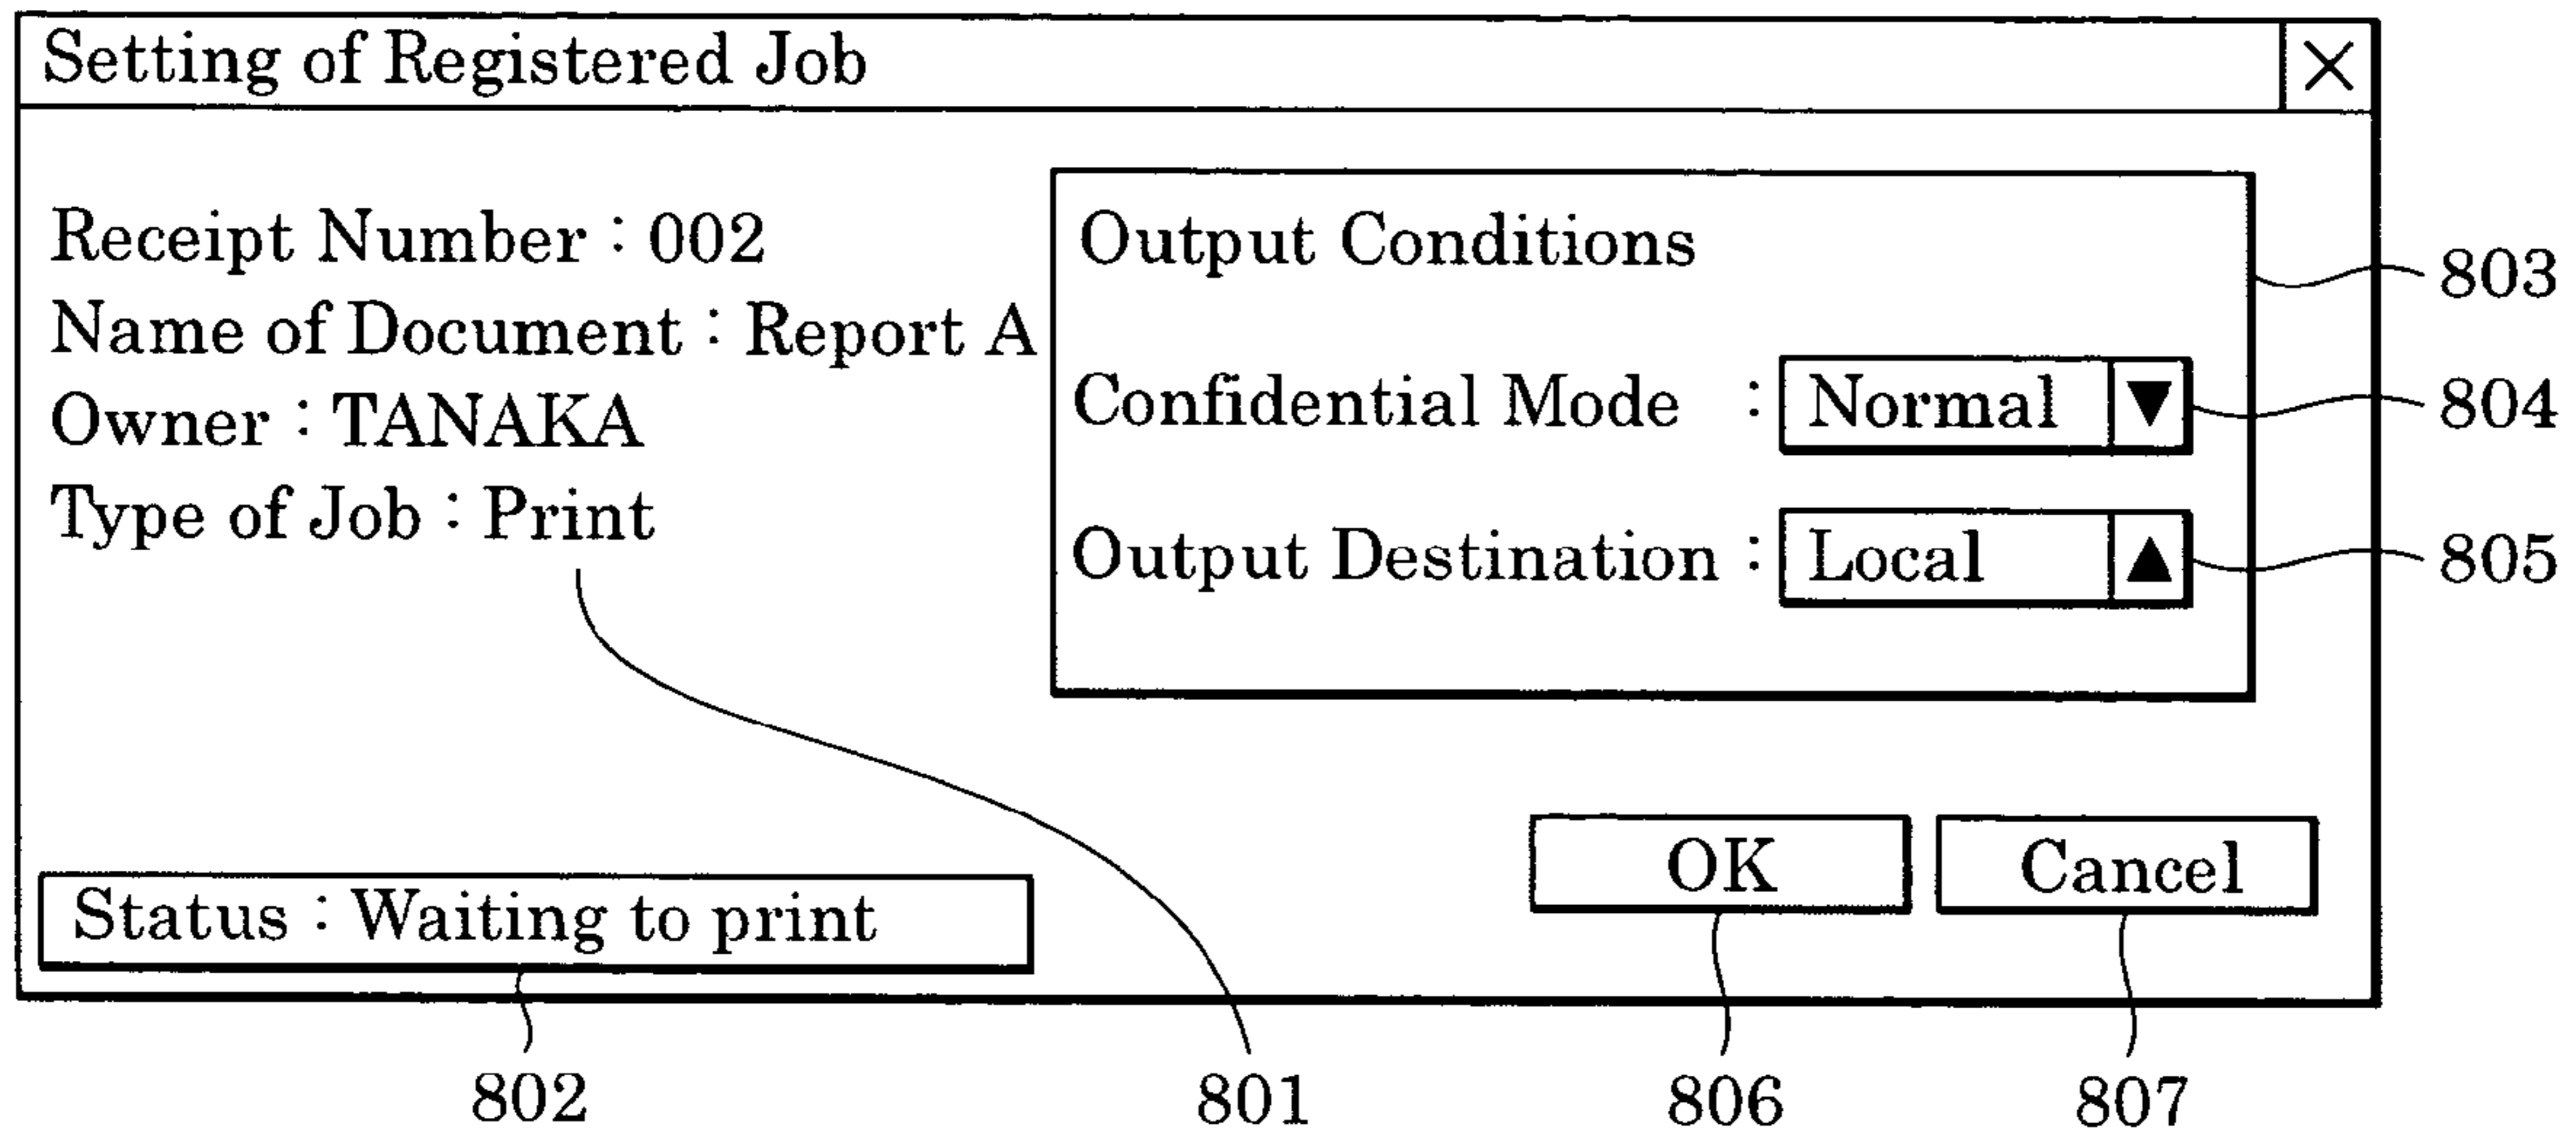 Setting of Registered Job
Receipt Number : 002
Name of Document : Report A
Owner : TANAKA
Type of Job : Print
Output Conditions
Confidential Mode : Normal ▼
Output Destination : Local ▲
803
804
805
OK
Cancel
Status : Waiting to print
802
801
806
807